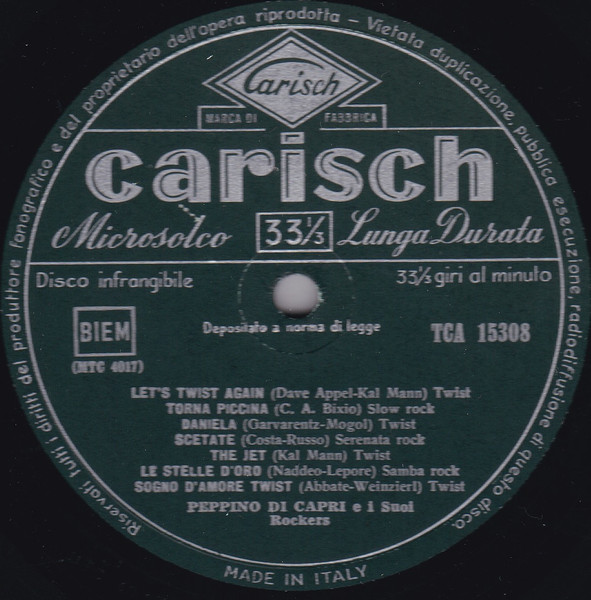 Riservati tutti i diritti del produttore fonografico e del proprietario dell'opera riprodotta – Vietata duplicazione, pubblica esecuzione, radiodiffusione di questo disco.
Carisch
MARCA DI FABBRICA
carisch
Microsolco 33⅓ Lunga Durata
Disco infrangibile 33⅓ giri al minuto
BIEM Depositato a norma di legge TCA 15308
(MTC 4017)
LET'S TWIST AGAIN (Dave Appel-Kal Mann) Twist
TORNA PICCINA (C. A. Bixio) Slow rock
DANIELA (Garvarentz-Mogol) Twist
SCETATE (Costa-Russo) Serenata rock
THE JET (Kal Mann) Twist
LE STELLE D'ORO (Naddeo-Lepore) Samba rock
SOGNO D'AMORE TWIST (Abbate-Weinzierl) Twist
PEPPINO DI CAPRI e i Suoi
Rockers
MADE IN ITALY